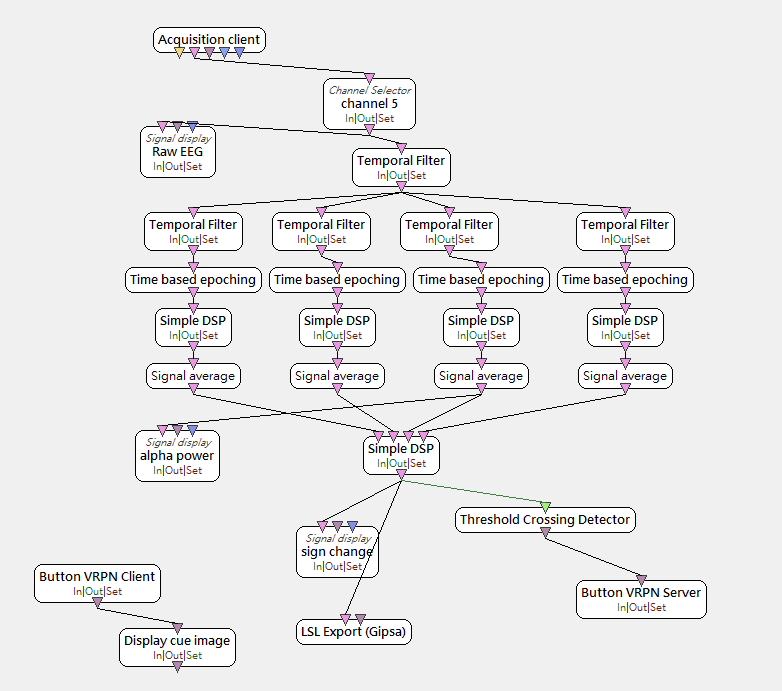 Acquisition client
Channel Selector
channel 5
In|Out|Set
Signal display
Raw EEG
In|Out|Set
Temporal Filter
In|Out|Set
Temporal Filter
In|Out|Set
Temporal Filter
In|Out|Set
Temporal Filter
In|Out|Set
Temporal Filter
In|Out|Set
Time based epoching
Time based epoching
Time based epoching
Time based epoching
Simple DSP
In|Out|Set
Simple DSP
In|Out|Set
Simple DSP
In|Out|Set
Simple DSP
In|Out|Set
Signal average
Signal average
Signal average
Signal average
Signal display
alpha power
In|Out|Set
Simple DSP
In|Out|Set
Threshold Crossing Detector
Signal display
sign change
In|Out|Set
Button VRPN Client
In|Out|Set
Button VRPN Server
In|Out|Set
LSL Export (Gipsa)
Display cue image
In|Out|Set